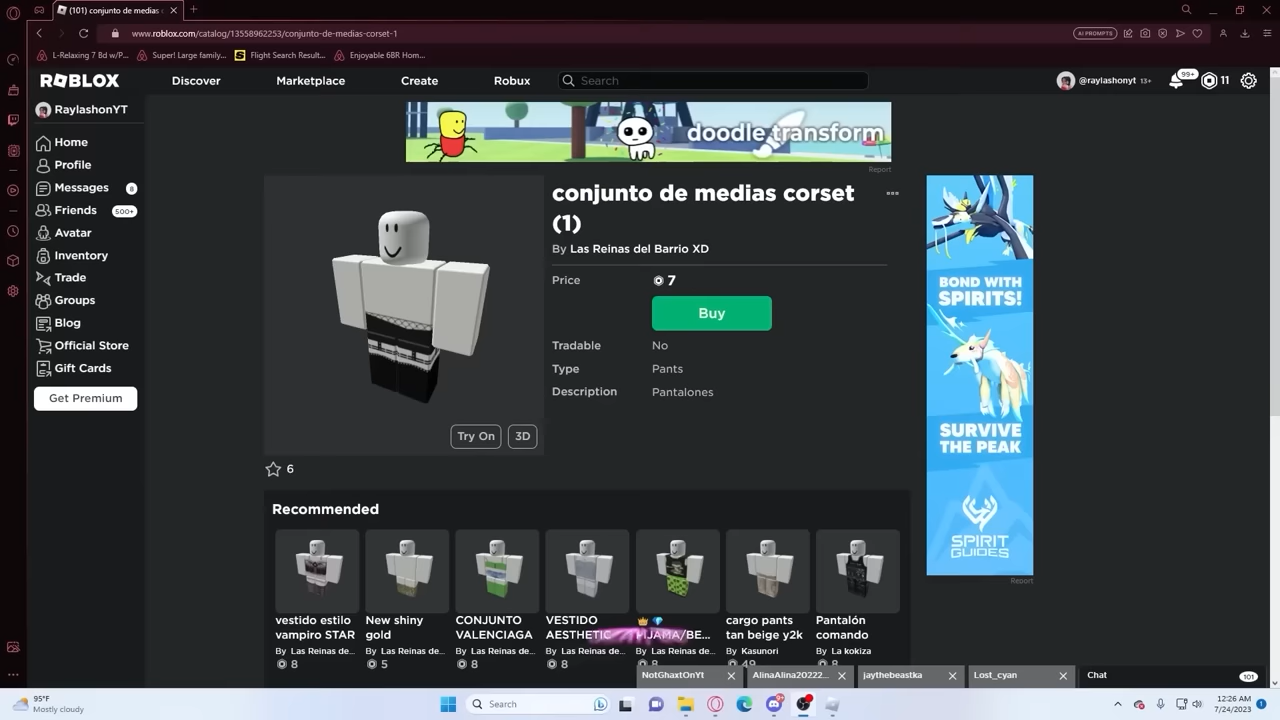 (101) conjunto de medias c
www.roblox.com/catalog/13558962253/conjunto-de-medias-corset-1
AI PROMPTS
L-Relaxing 7 Bd w/P...
Super! Large family...
Flight Search Result...
Enjoyable 6BR Hom...
ROBLOX
Discover
Marketplace
Create
Robux
Search
@raylashonyt 13+
99+
11
RaylashonYT
Home
Profile
Messages 8
Friends 500+
Avatar
Inventory
Trade
Groups
Blog
Official Store
Gift Cards
Get Premium
doodle transform
Report
conjunto de medias corset
(1)
By Las Reinas del Barrio XD
Price 7
Buy
Tradable No
Type Pants
Description Pantalones
Try On
3D
6
BOND WITH
SPIRITS!
SURVIVE
THE PEAK
SPIRIT
GUIDES
Report
Recommended
vestido estilo
vampiro STAR
By Las Reinas de...
8
New shiny
gold
By Las Reinas de...
5
CONJUNTO
VALENCIAGA
By Las Reinas de...
8
VESTIDO
AESTHETIC
By Las Reinas de...
8
PIJAMA/BE...
By Las Reinas de...
8
cargo pants
tan beige y2k
By Kasunori
49
Pantalón
comando
By La kokiza
8
NotGhaxtOnYt
AlinaAlina20222...
jaythebeastka
Lost_cyan
Chat
101
95°F
Mostly cloudy
Search
9+
12:26 AM
7/24/2023
1